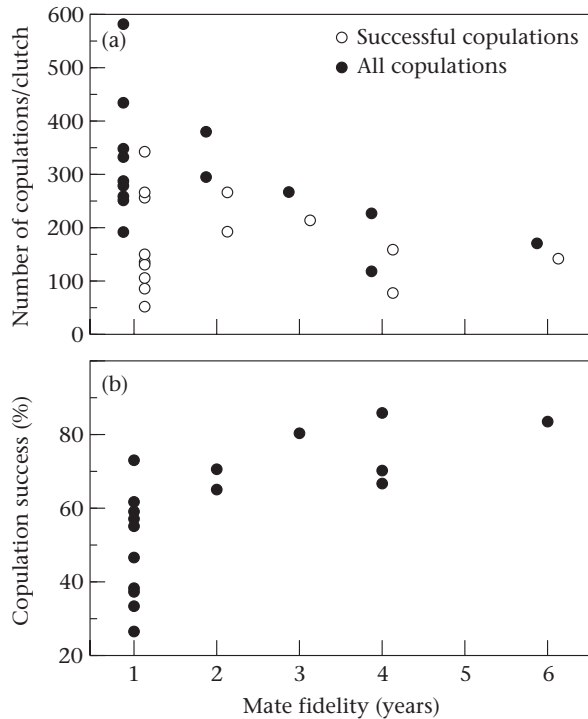 600
(a)
Successful copulations
All copulations
500
400
300
200
100
0
Number of copulations/clutch
(b)
80
60
40
20
Copulation success (%)
1 2 3 4 5 6
Mate fidelity (years)